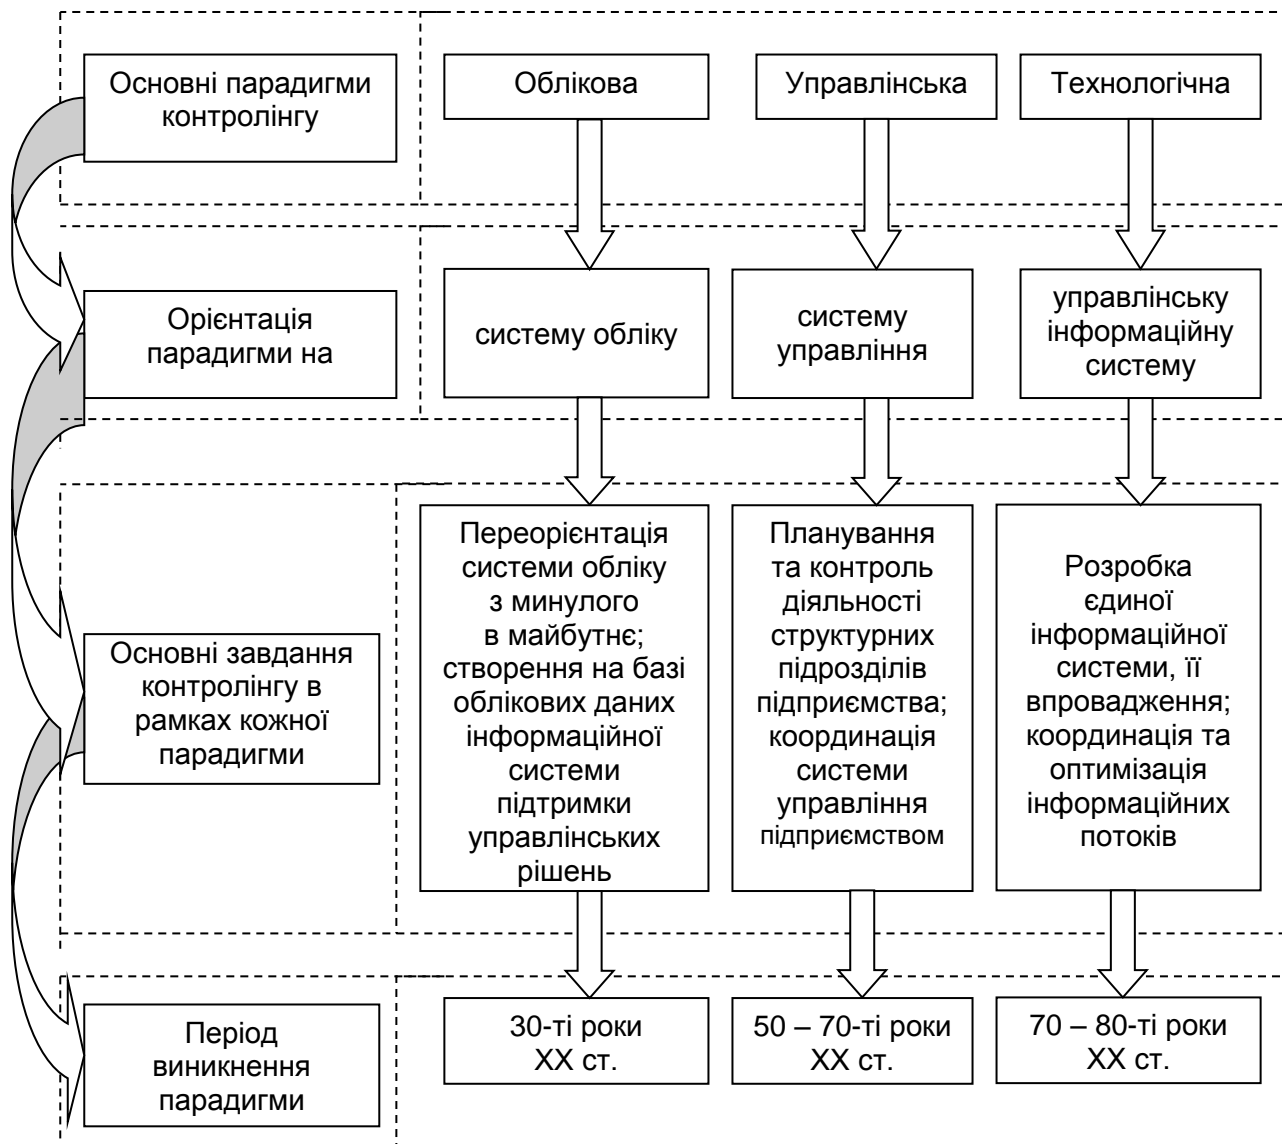 Основні парадигми
контролінгу
Облікова
Управлінська
Технологічна
Орієнтація
парадигми на
систему обліку
систему
управління
управлінську
інформаційну
систему
Основні завдання
контролінгу в
рамках кожної
парадигми
Переорієнтація
системи обліку
з минулого
в майбутнє;
створення на базі
облікових даних
інформаційної
системи
підтримки
управлінських
рішень
Планування
та контроль
діяльності
структурних
підрозділів
підприємства;
координація
системи
управління
підприємством
Розробка
єдиної
інформаційної
системи, її
впровадження;
координація та
оптимізація
інформаційних
потоків
Період
виникнення
парадигми
30-ті роки
ХХ ст.
50 – 70-ті роки
ХХ ст.
70 – 80-ті роки
ХХ ст.